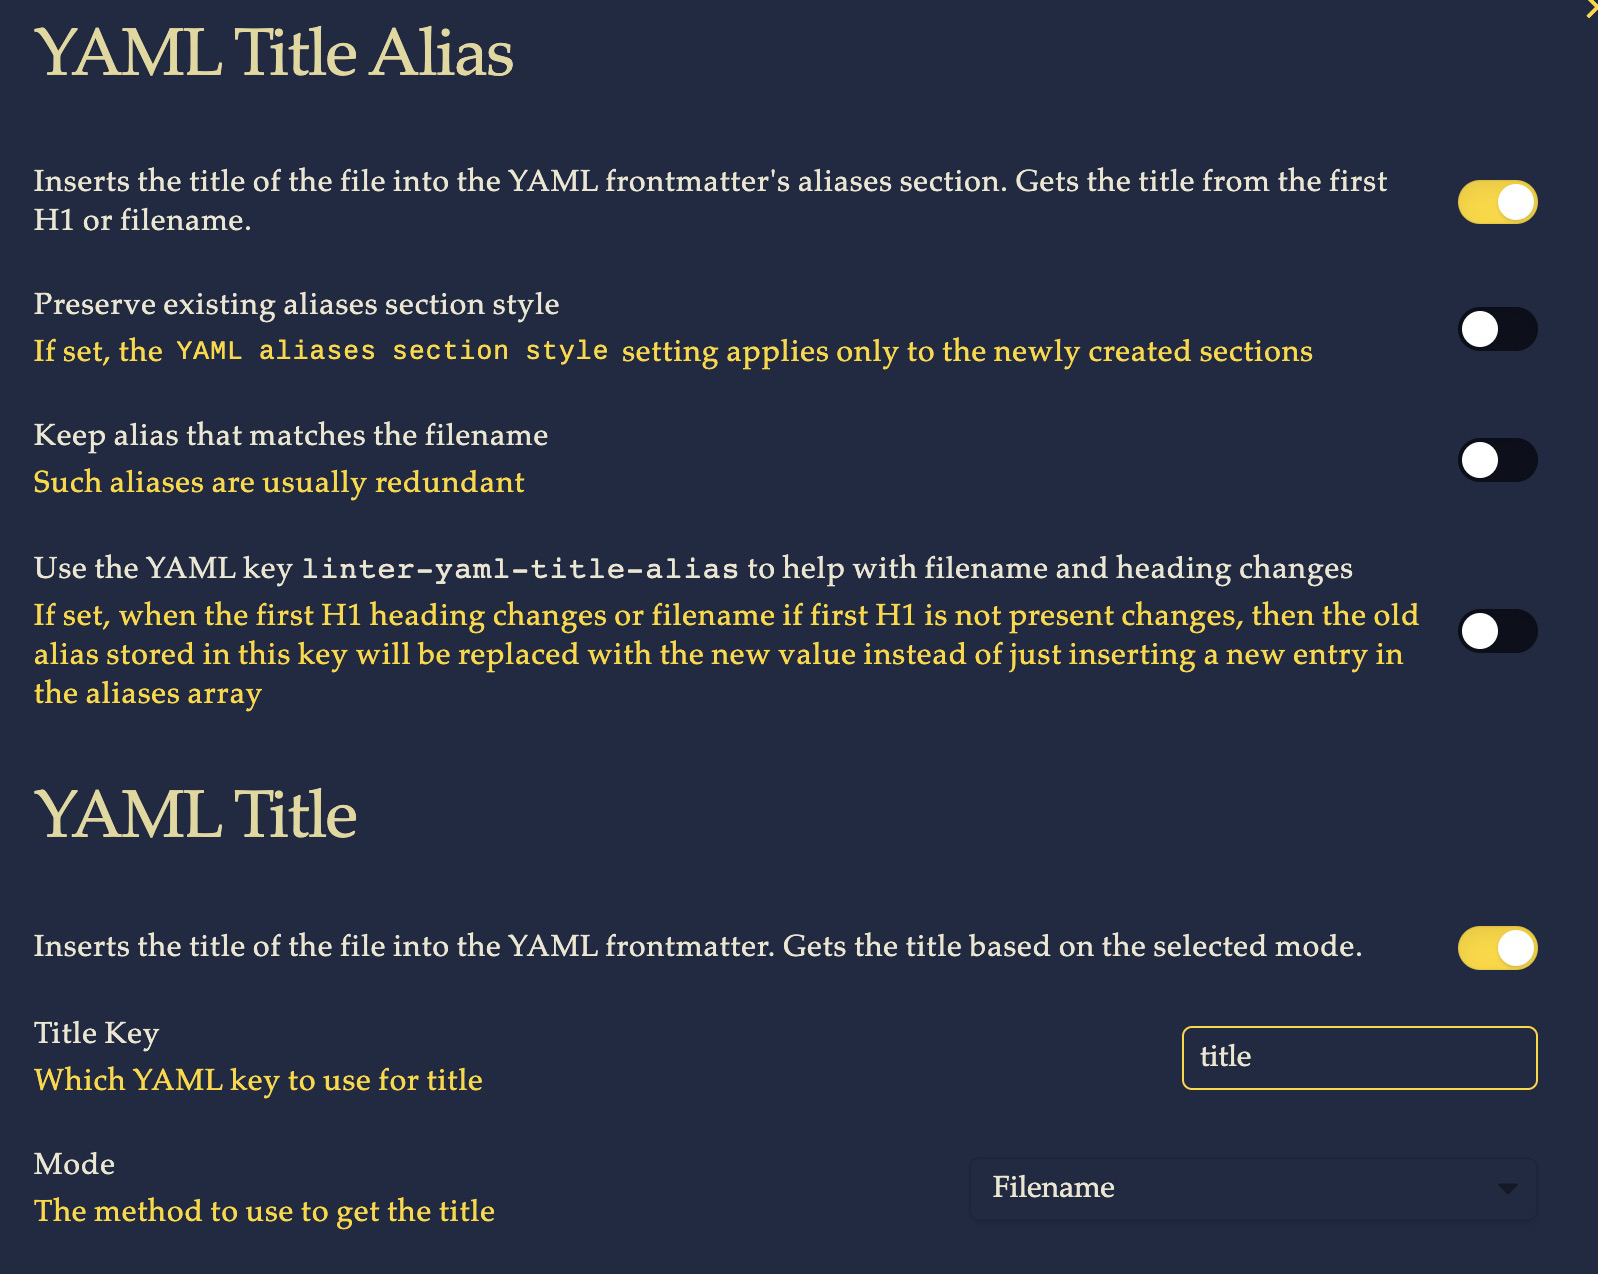 YAML Title Alias
Inserts the title of the file into the YAML frontmatter's aliases section. Gets the title from the first
H1 or filename.
Preserve existing aliases section style
If set, the YAML aliases section style setting applies only to the newly created sections
Keep alias that matches the filename
Such aliases are usually redundant
Use the YAML key linter-yaml-title-alias to help with filename and heading changes
If set, when the first H1 heading changes or filename if first H1 is not present changes, then the old
alias stored in this key will be replaced with the new value instead of just inserting a new entry in
the aliases array
YAML Title
Inserts the title of the file into the YAML frontmatter. Gets the title based on the selected mode.
Title Key
title
Which YAML key to use for title
Mode
Filename
The method to use to get the title